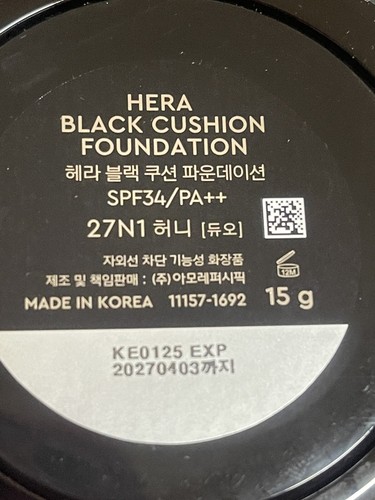 HERA
BLACK CUSHION
FOUNDATION
헤라 블랙 쿠션 파운데이션
SPF34/PA++
27N1 허니 [듀오]
자외선 차단 기능성 화장품
12M
제조 및 책임판매 : (주)아모레퍼시픽
MADE IN KOREA 11157-1692 15 g
KE0125 EXP
20270403까지